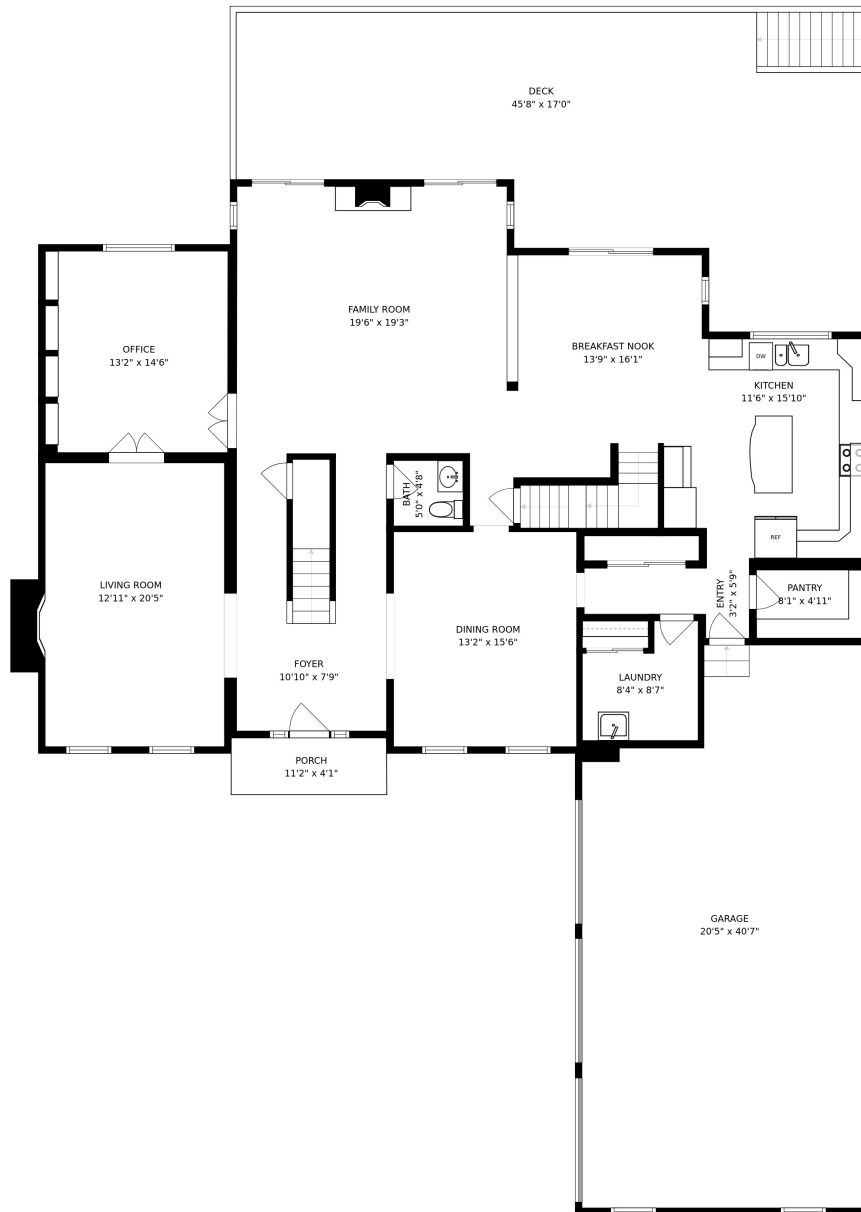 DECK
45'8" x 17'0"
FAMILY ROOM
19'6" x 19'3"
OFFICE
13'2" x 14'6"
BREAKFAST NOOK
13'9" x 16'1"
DW
KITCHEN
11'6" x 15'10"
BATH
5'0" x 4'8"
REF
LIVING ROOM
12'11" x 20'5"
ENTRY
3'2" x 5'9"
PANTRY
8'1" x 4'11"
DINING ROOM
13'2" x 15'6"
FOYER
10'10" x 7'9"
LAUNDRY
8'4" x 8'7"
PORCH
11'2" x 4'1"
GARAGE
20'5" x 40'7"